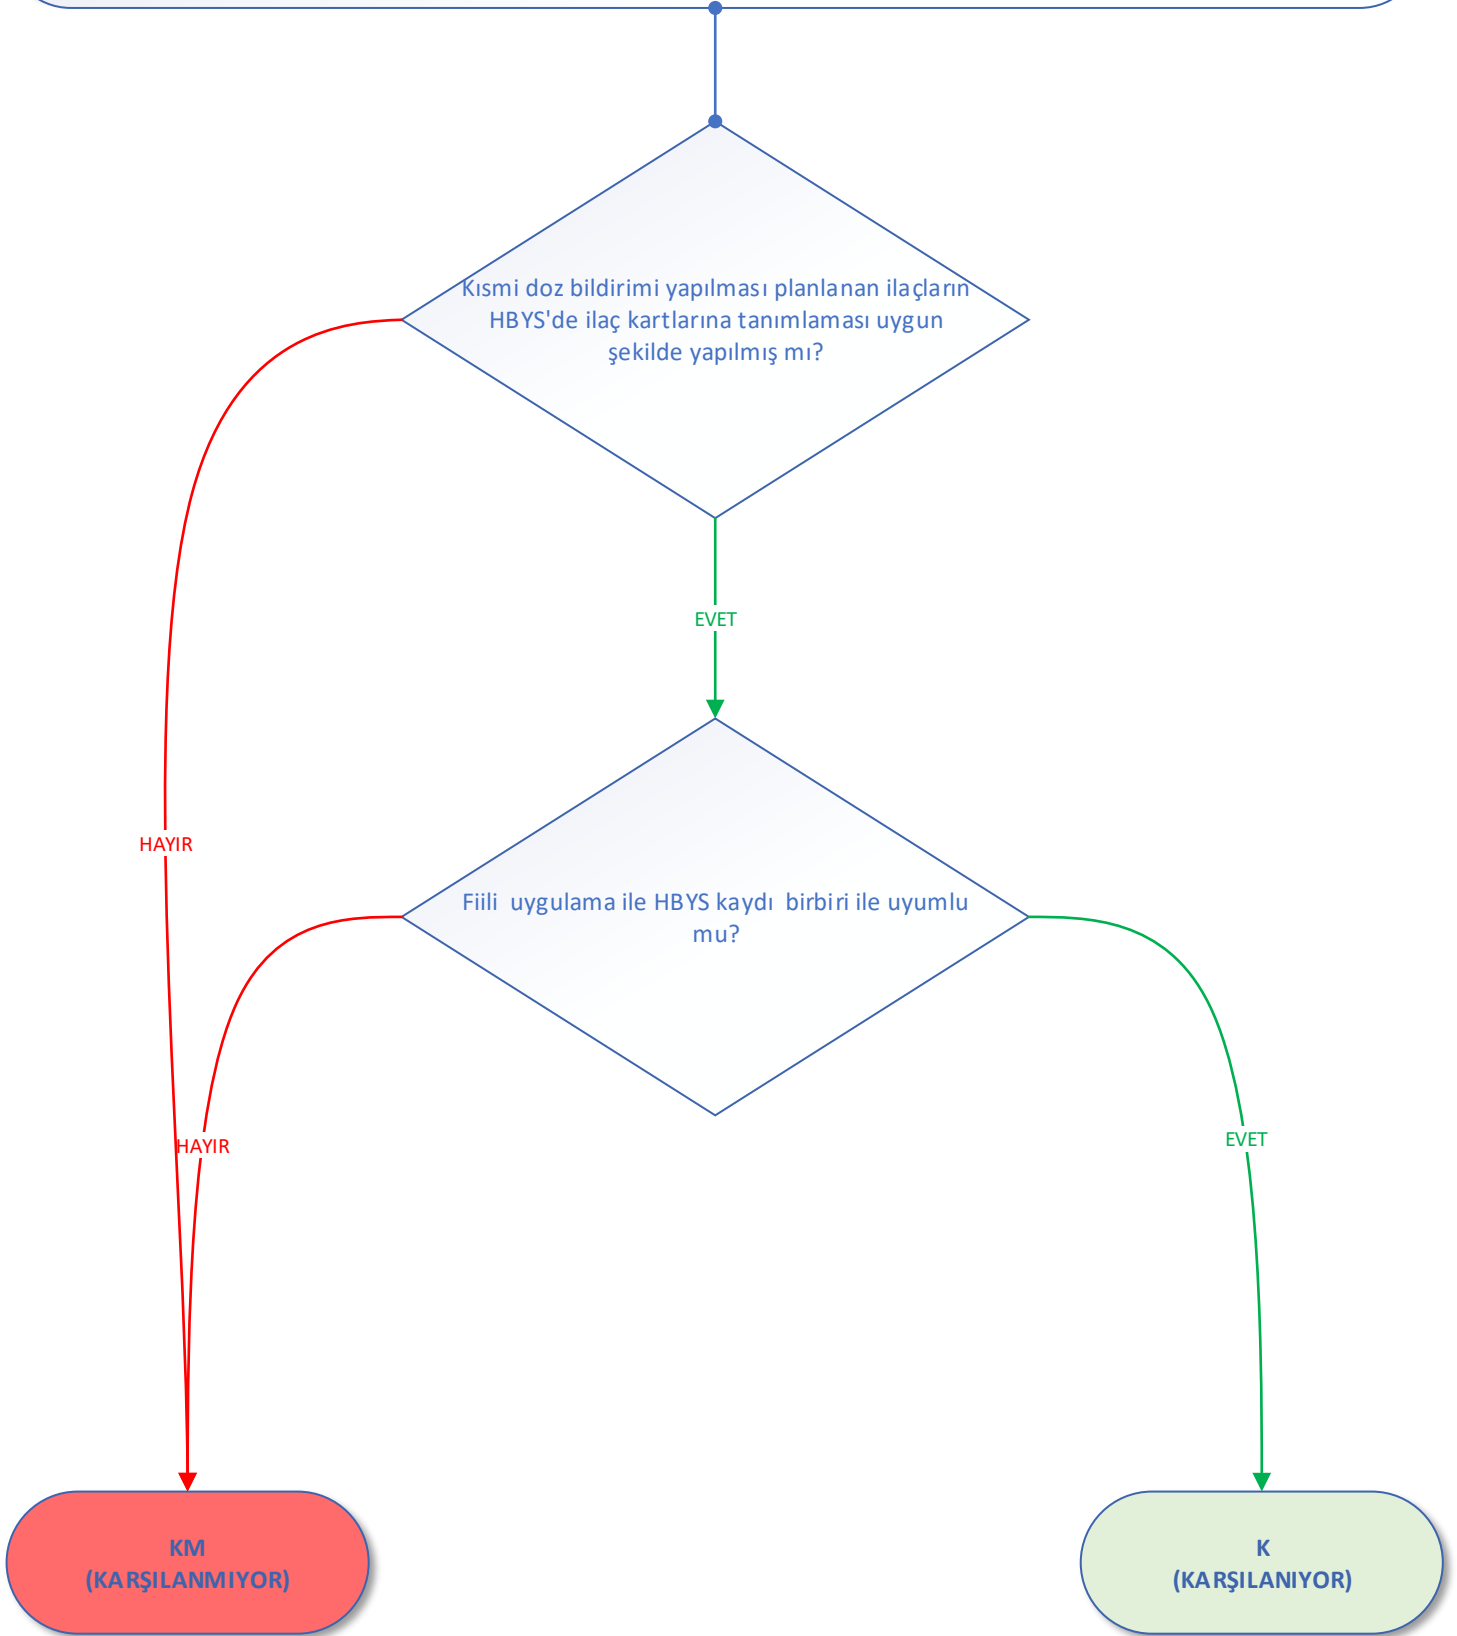 Kısmi doz bildirimi yapılması planlanan ilaçların
HBYS'de ilaç kartlarına tanımlaması uygun
şekilde yapılmış mı?
EVET
HAYIR
Fiili uygulama ile HBYS kaydı birbiri ile uyumlu
mu?
HAYIR
EVET
KM
(KARŞILANMIYOR)
K
(KARŞILANIYOR)